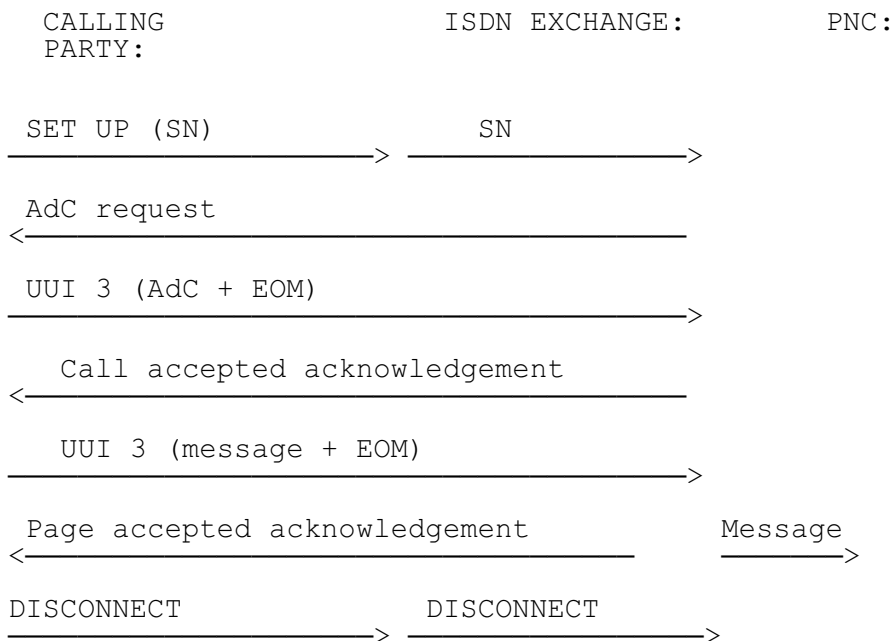 CALLING ISDN EXCHANGE: PNC:
PARTY:
SET UP (SN) SN
AdC request
UUI 3 (AdC + EOM)
Call accepted acknowledgement
UUI 3 (message + EOM)
Page accepted acknowledgement Message
DISCONNECT DISCONNECT